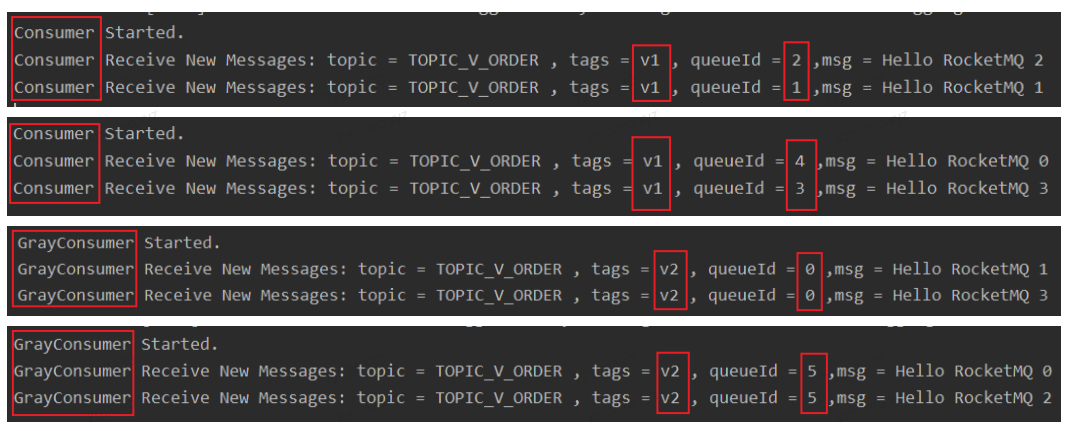 Consumer Started.
Consumer Receive New Messages: topic = TOPIC_V_ORDER , tags = v1 , queueId = 2 ,msg = Hello RocketMQ 2
Consumer Receive New Messages: topic = TOPIC_V_ORDER , tags = v1 , queueId = 1 ,msg = Hello RocketMQ 1
Consumer Started.
Consumer Receive New Messages: topic = TOPIC_V_ORDER , tags = v1 , queueId = 4 ,msg = Hello RocketMQ 0
Consumer Receive New Messages: topic = TOPIC_V_ORDER , tags = v1 , queueId = 3 ,msg = Hello RocketMQ 3
GrayConsumer Started.
GrayConsumer Receive New Messages: topic = TOPIC_V_ORDER , tags = v2 , queueId = 0 ,msg = Hello RocketMQ 1
GrayConsumer Receive New Messages: topic = TOPIC_V_ORDER , tags = v2 , queueId = 0 ,msg = Hello RocketMQ 3
GrayConsumer Started.
GrayConsumer Receive New Messages: topic = TOPIC_V_ORDER , tags = v2 , queueId = 5 ,msg = Hello RocketMQ 0
GrayConsumer Receive New Messages: topic = TOPIC_V_ORDER , tags = v2 , queueId = 5 ,msg = Hello RocketMQ 2